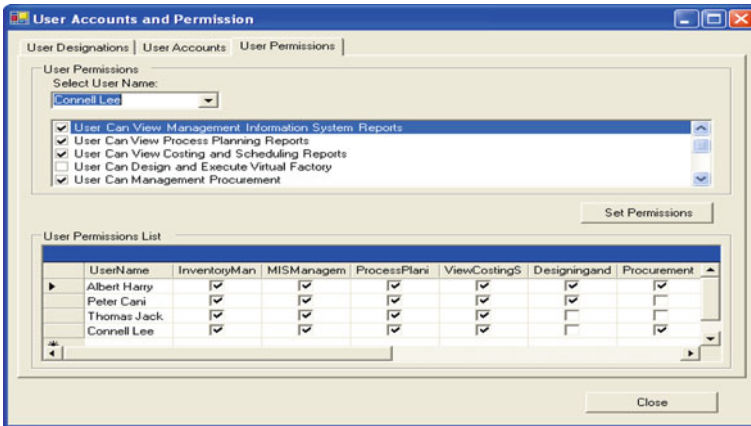 User Accounts and Permission
User Designations User Accounts User Permissions
User Permissions
Select User Name:
Connell Lee
User Can View Management Information System Reports
User Can View Process Planning Reports
User Can View Costing and Scheduling Reports
User Can Design and Execute Virtual Factory
User Can Management Procurement
Set Permissions
User Permissions List
UserName InventoryMan MISManagem ProcessPlani ViewCostingS Designingand Procurement
Albert Harry
Peter Cani
Thomas Jack
Connell Lee
Close